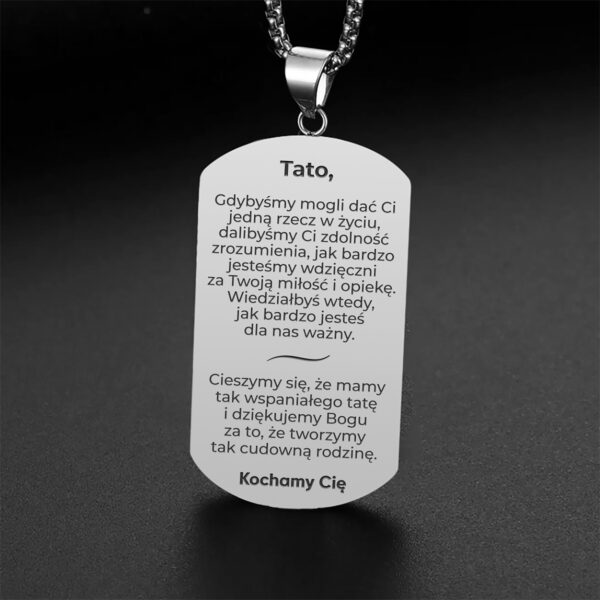 Tato,
Gdybyśmy mogli dać Ci
jedną rzecz w życiu,
dalibyśmy Ci zdolność
zrozumienia, jak bardzo
jesteśmy wdzięczni
za Twoją miłość i opiekę.
Wiedziałbyś wtedy,
jak bardzo jesteś
dla nas ważny.
Cieszymy się, że mamy
tak wspaniałego tatę
i dziękujemy Bogu
za to, że tworzymy
tak cudowną rodzinę.
Kochamy Cię